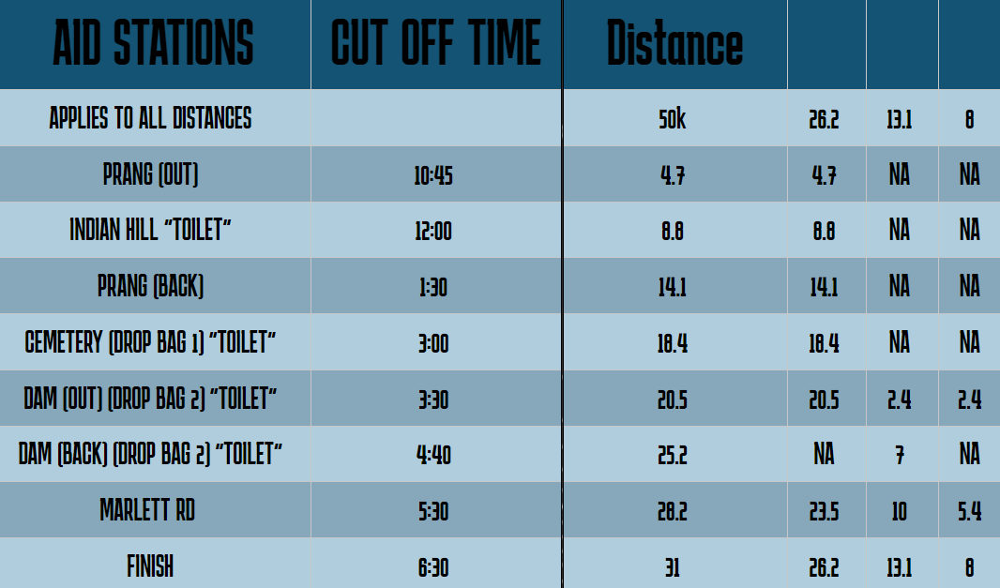 AID STATIONS CUT OFF TIME Distance
APPLIES TO ALL DISTANCES 50k 26.2 13.1 8
PRANG (OUT) 10:45 4.7 4.7 NA NA
INDIAN HILL "TOILET" 12:00 8.8 8.8 NA NA
PRANG (BACK) 1:30 14.1 14.1 NA NA
CEMETERY (DROP BAG 1) "TOILET" 3:00 18.4 18.4 NA NA
DAM (OUT) (DROP BAG 2) "TOILET" 3:30 20.5 20.5 2.4 2.4
DAM (BACK) (DROP BAG 2) "TOILET" 4:40 25.2 NA 7 NA
MARLETT RD 5:30 28.2 23.5 10 5.4
FINISH 6:30 31 26.2 13.1 8